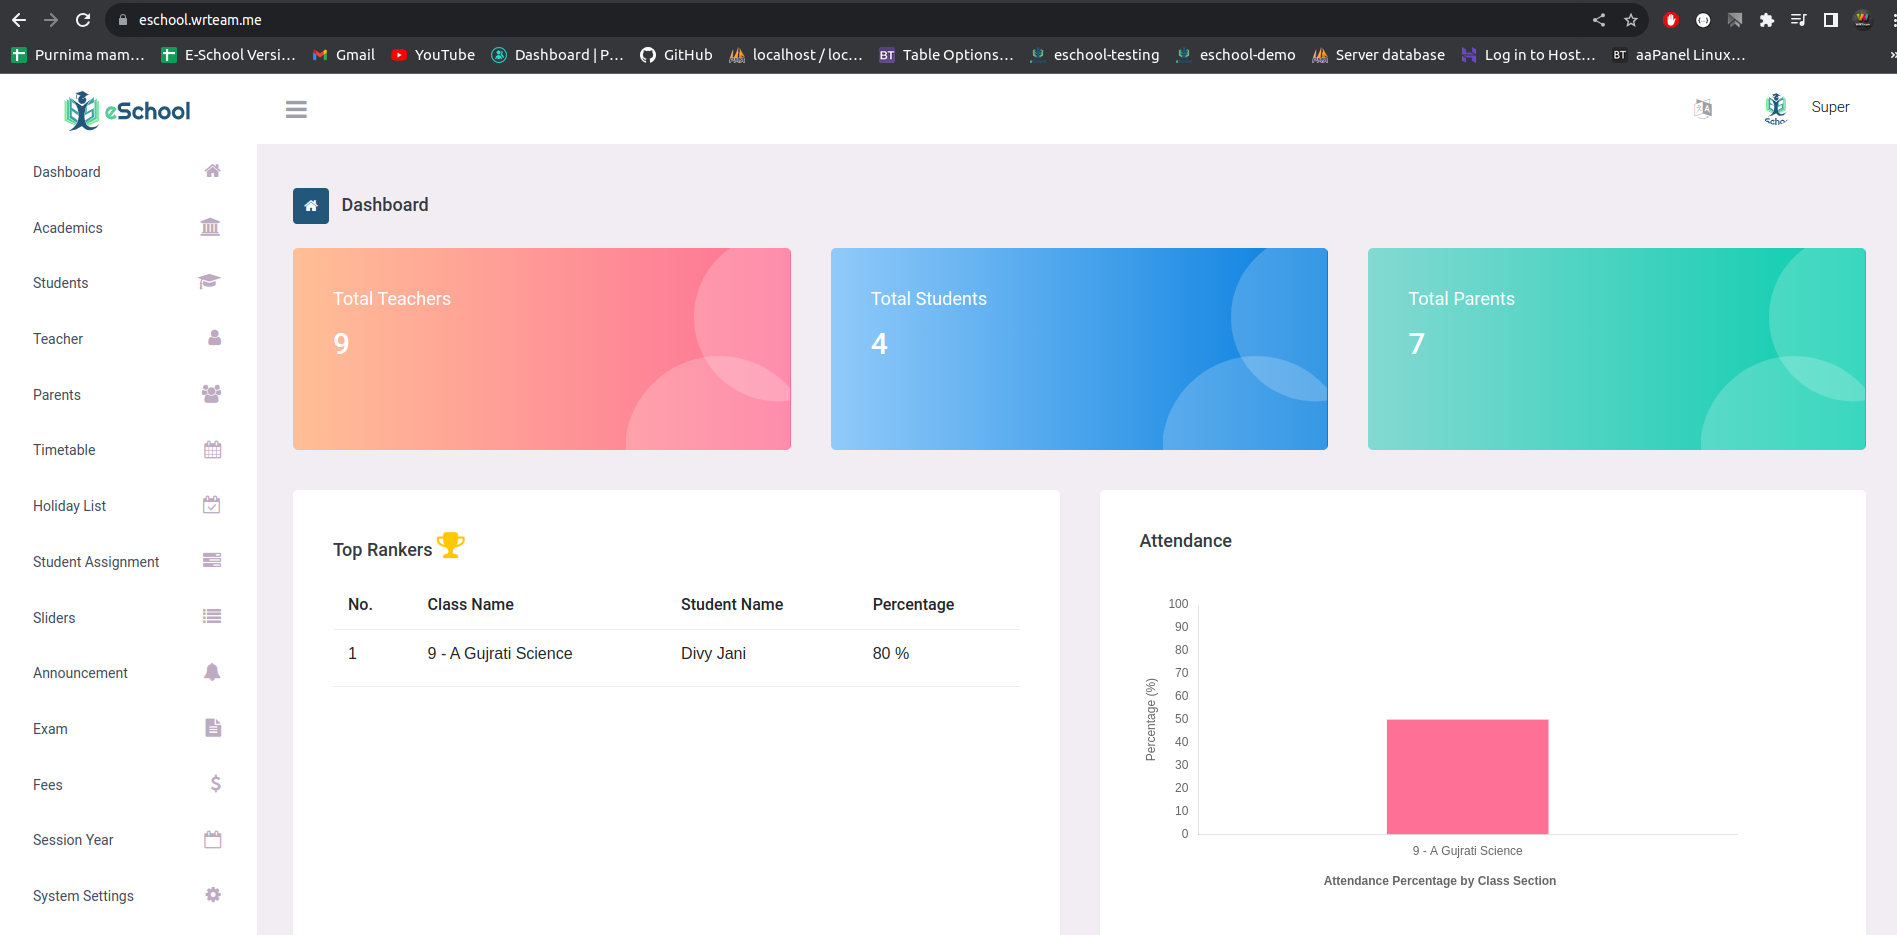 eschool.wrteam.me
Purnima mam... E-School Versi... Gmail YouTube Dashboard | P... GitHub localhost / loc... BT Table Options... eschool-testing eschool-demo Server database Log in to Host... BT aaPanel Linux... »
eSchool
Super
Dashboard
Academics
Students
Teacher
Parents
Timetable
Holiday List
Student Assignment
Sliders
Announcement
Exam
Fees
Session Year
System Settings
Dashboard
Total Teachers
9
Total Students
4
Total Parents
7
Top Rankers
No. Class Name Student Name Percentage
1 9 - A Gujrati Science Divy Jani 80 %
Attendance
Percentage (%)
100
90
80
70
60
50
40
30
20
10
0
9 - A Gujrati Science
Attendance Percentage by Class Section